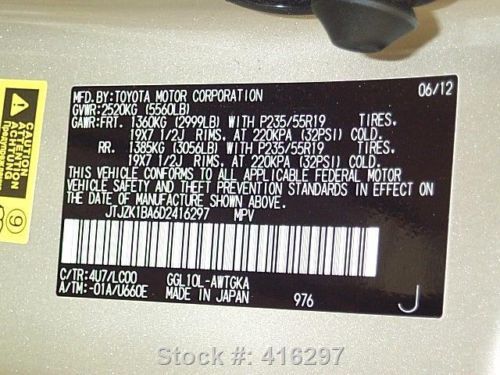 MFD.BY:TOYOTA MOTOR CORPORATION 06/12
GVWR:2520KG (5560LB)
GAWR:FRT. 1360KG (2999LB) WITH P235/55R19 TIRES.
19X7 1/2J RIMS. AT 220KPA (32PSI) COLD.
RR. 1385KG (3056LB) WITH P235/55R19 TIRES.
19X7 1/2J RIMS. AT 220KPA (32PSI) COLD.
THIS VEHICLE CONFORMS TO ALL APPLICABLE FEDERAL MOTOR
VEHICLE SAFETY AND THEFT PREVENTION STANDARDS IN EFFECT
ON THE DATE OF MANUFACTURE SHOWN ABOVE.
JTJZK1BA6D2416297 MPV
C/TR:4U7/LC00 GGL10L-AWTGKA
A/TM:-01A/U660E MADE IN JAPAN 976 J
CAUTION
ATTENTION
ACHTUNG
9
Stock #: 416297